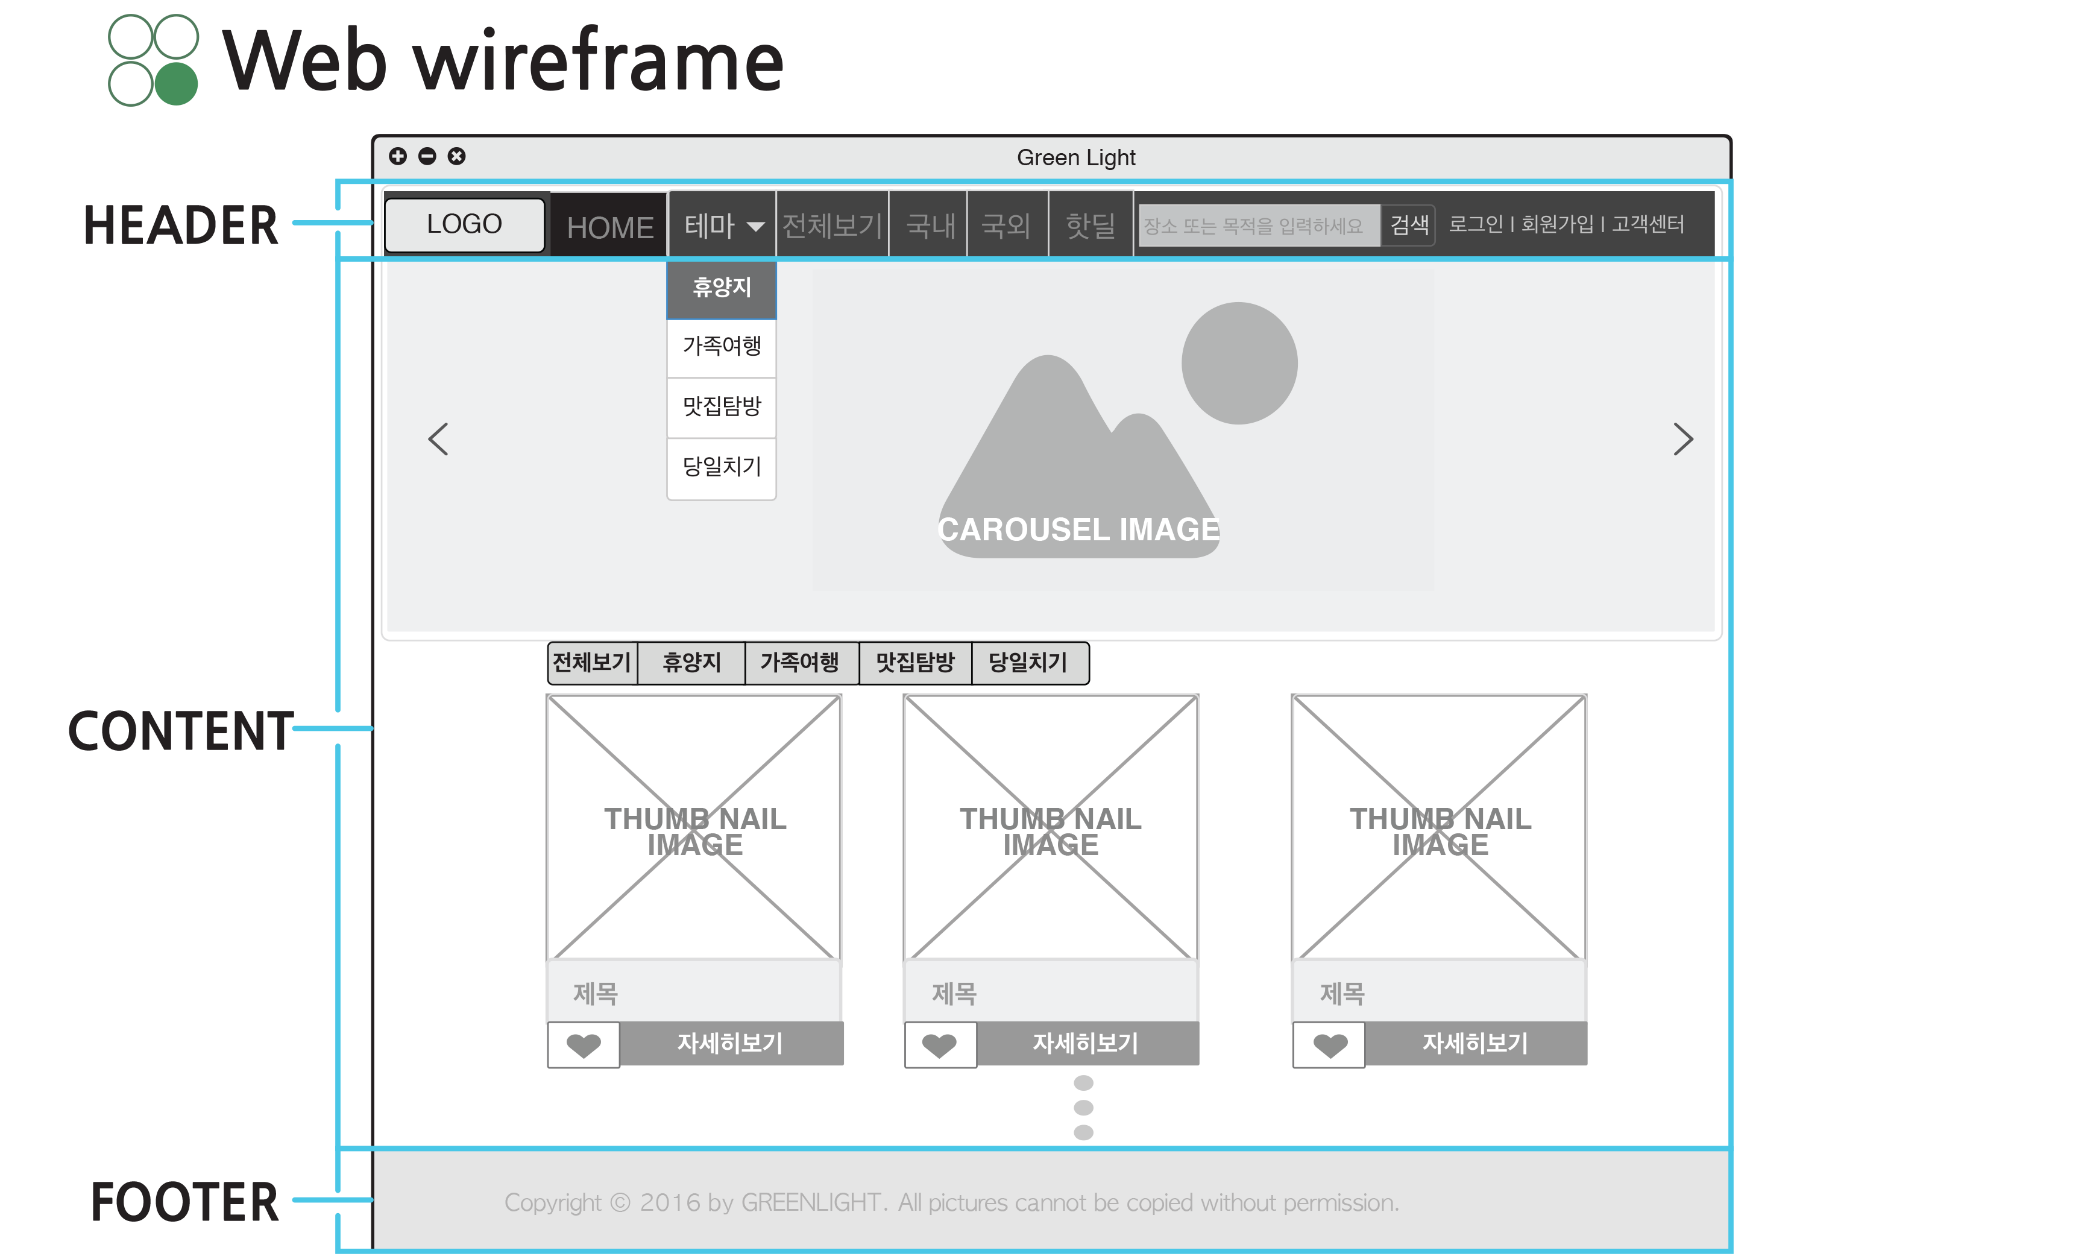 Web wireframe
Green Light
HEADER
LOGO
HOME
테마
전체보기
국내
국외
핫딜
장소 또는 목적을 입력하세요
검색
로그인 | 회원가입 | 고객센터
휴양지
가족여행
맛집탐방
당일치기
CAROUSEL IMAGE
CONTENT
전체보기
휴양지
가족여행
맛집탐방
당일치기
THUMB NAIL
IMAGE
THUMB NAIL
IMAGE
THUMB NAIL
IMAGE
제목
제목
제목
자세히보기
자세히보기
자세히보기
FOOTER
Copyright © 2016 by GREENLIGHT. All pictures cannot be copied without permission.